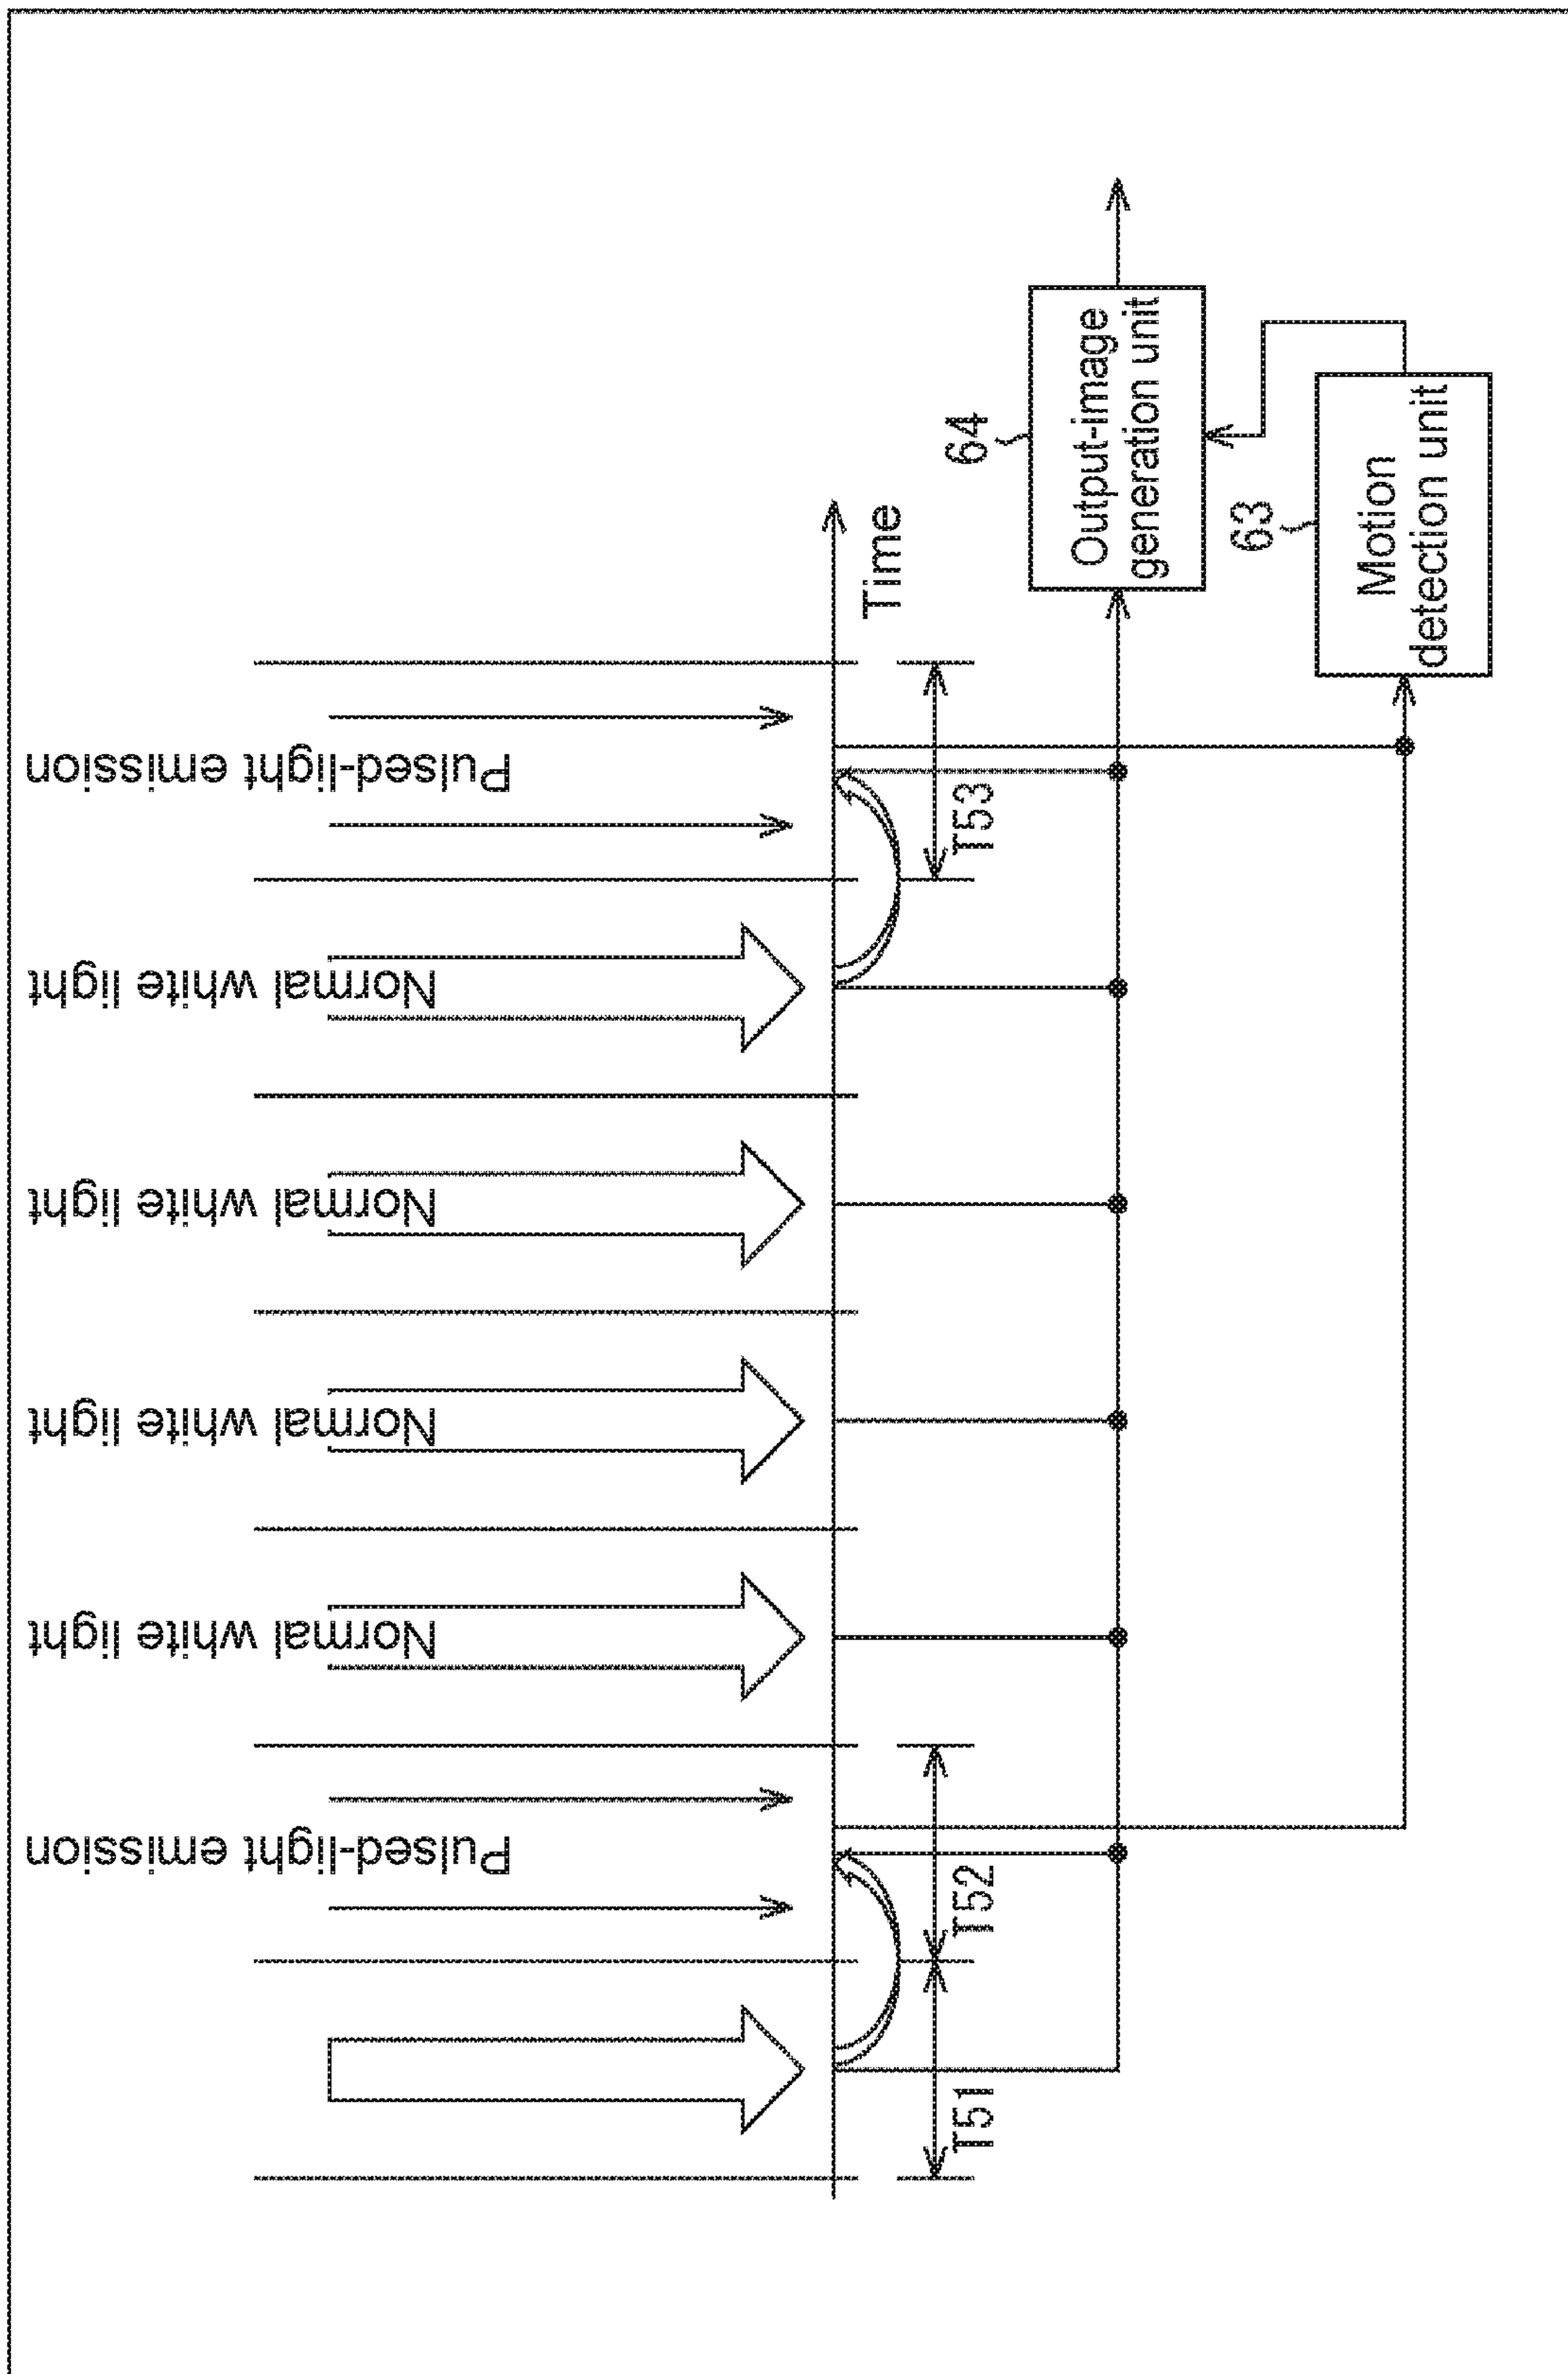 Pulsed-light emission
Normal white light
Normal white light
Normal white light
Normal white light
Pulsed-light emission
Time
T51
T52
T53
64
Output-image
generation unit
63
Motion
detection unit